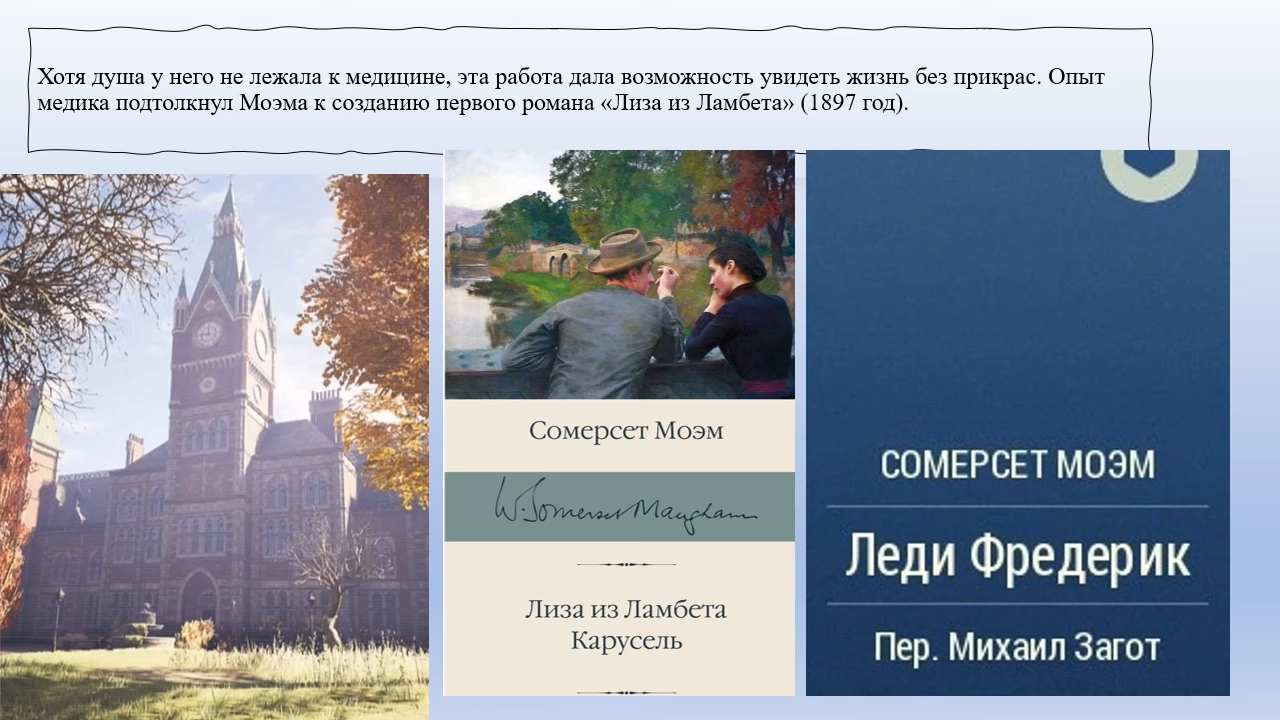 Хотя душа у него не лежала к медицине, эта работа дала возможность увидеть жизнь без прикрас. Опыт
медика подтолкнул Моэма к созданию первого романа «Лиза из Ламбета» (1897 год).
Сомерсет Моэм
W. Somerset Maugham
Лиза из Ламбета
Карусель
СОМЕРСЕТ МОЭМ
Леди Фредерик
Пер. Михаил Загот